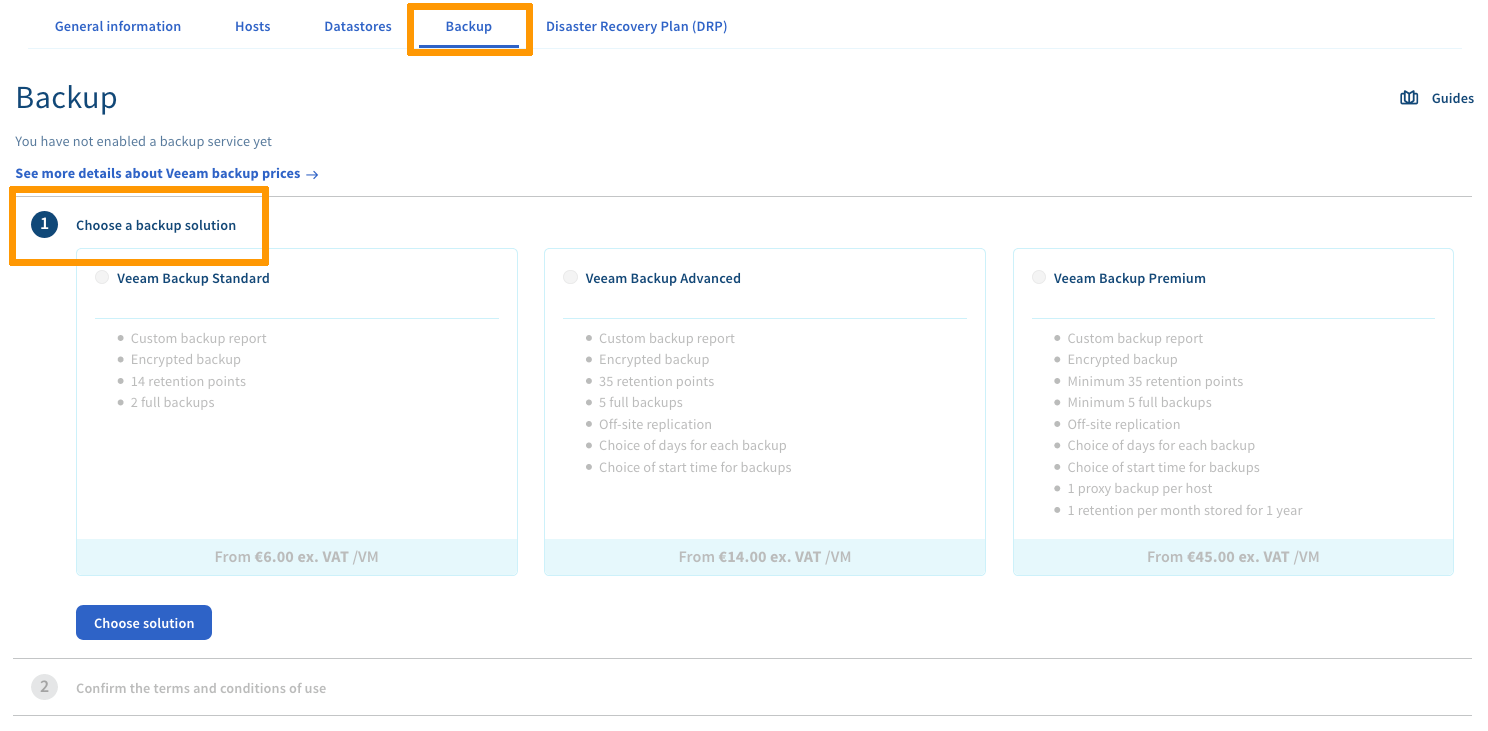 General information
Hosts
Datastores
Backup
Disaster Recovery Plan (DRP)
Backup
Guides
You have not enabled a backup service yet
See more details about Veeam backup prices →
1
Choose a backup solution
Veeam Backup Standard
• Custom backup report
• Encrypted backup
• 14 retention points
• 2 full backups
From €6.00 ex. VAT /VM
Veeam Backup Advanced
• Custom backup report
• Encrypted backup
• 35 retention points
• 5 full backups
• Off-site replication
• Choice of days for each backup
• Choice of start time for backups
From €14.00 ex. VAT /VM
Veeam Backup Premium
• Custom backup report
• Encrypted backup
• Minimum 35 retention points
• Minimum 5 full backups
• Off-site replication
• Choice of days for each backup
• Choice of start time for backups
• 1 proxy backup per host
• 1 retention per month stored for 1 year
From €45.00 ex. VAT /VM
Choose solution
2
Confirm the terms and conditions of use